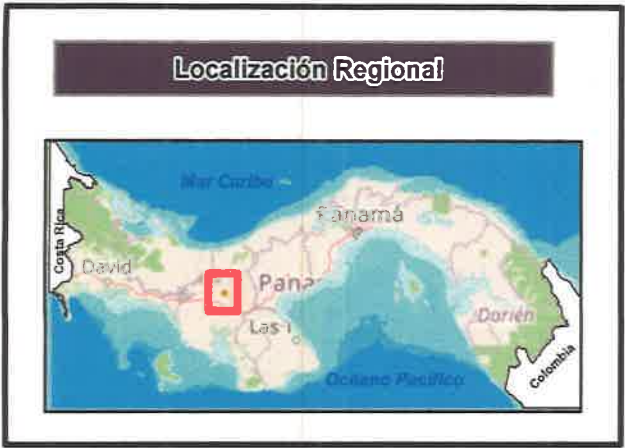 Localización Regional
Mar Caribe
Panamá
Costa Rica
David
Pana
Las
Darién
Océano Pacífico
Colombia